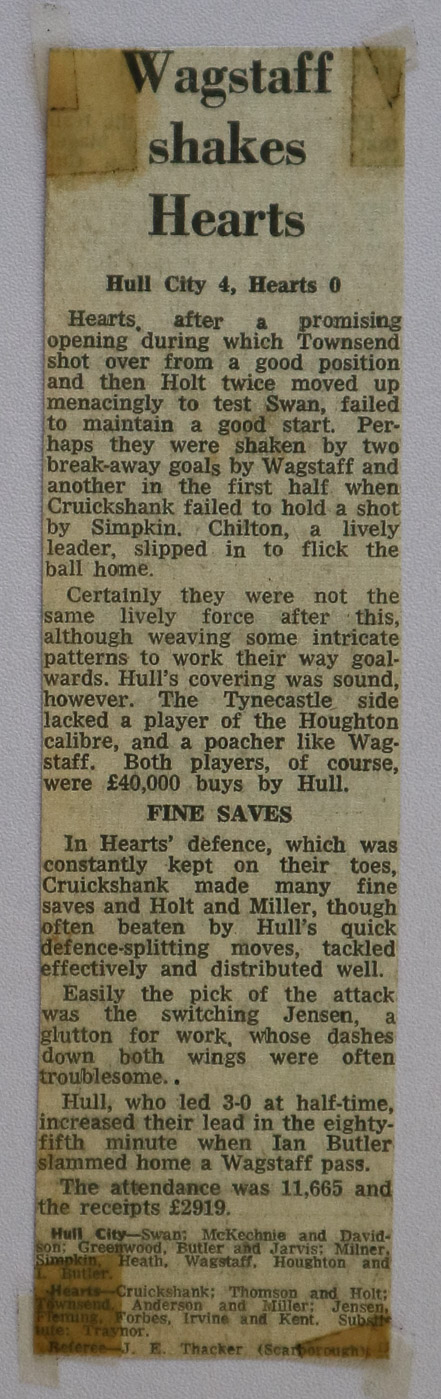 Wagstaff
shakes
Hearts
Hull City 4, Hearts 0
Hearts, after a promising
opening during which Townsend
shot over from a good position
and then Holt twice moved up
menacingly to test Swan, failed
to maintain a good start. Per-
haps they were shaken by two
break-away goals by Wagstaff and
another in the first half when
Cruickshank failed to hold a shot
by Simpkin. Chilton, a lively
leader, slipped in to flick the
ball home.
Certainly they were not the
same lively force after this,
although weaving some intricate
patterns to work their way goal-
wards. Hull's covering was sound,
however. The Tynecastle side
lacked a player of the Houghton
calibre, and a poacher like Wag-
staff. Both players, of course,
were £40,000 buys by Hull.
FINE SAVES
In Hearts' defence, which was
constantly kept on their toes,
Cruickshank made many fine
saves and Holt and Miller, though
often beaten by Hull's quick
defence-splitting moves, tackled
effectively and distributed well.
Easily the pick of the attack
was the switching Jensen, a
glutton for work, whose dashes
down both wings were often
troublesome..
Hull, who led 3-0 at half-time,
increased their lead in the eighty-
fifth minute when Ian Butler
slammed home a Wagstaff pass.
The attendance was 11,665 and
the receipts £2919.
Hull City—Swan; McKechnie and David-
son; Greenwood, Butler and Jarvis; Milner,
Simpkin, Heath, Wagstaff, Houghton and
I. Butler.
Hearts—Cruickshank; Thomson and Holt;
Townsend, Anderson and Miller; Jensen,
Fleming, Forbes, Irvine and Kent. Substi-
tute: Traynor.
Referee—J. E. Thacker (Scarborough).